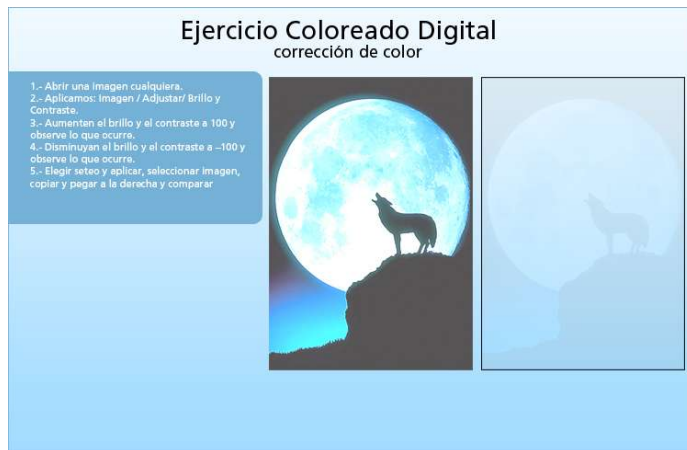 Ejercicio Coloreado Digital
corrección de color
1.- Abrir una imagen cualquiera.
2.- Aplicamos: Imagen / Adjustar/ Brillo y
Contraste.
3.- Aumenten el brillo y el contraste a 100 y
observe lo que ocurre.
4.- Disminuyan el brillo y el contraste a –100 y
observe lo que ocurre.
5.- Elegir seteo y aplicar, seleccionar imagen,
copiar y pegar a la derecha y comparar